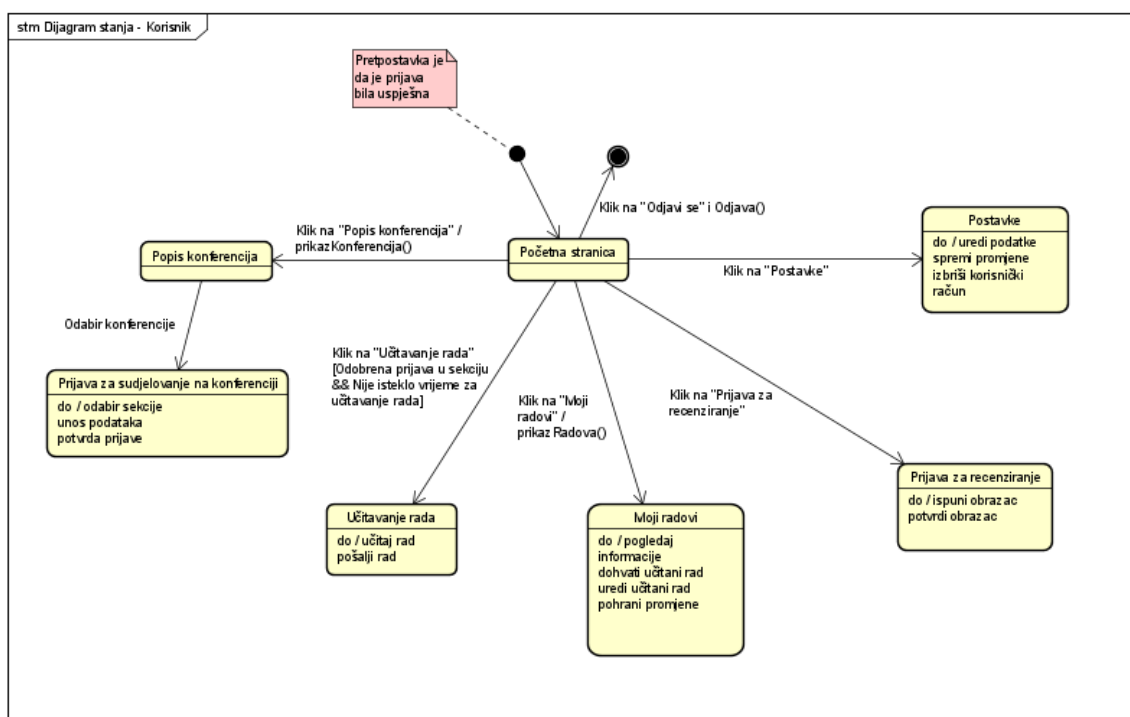 stm Dijagram stanja - Korisnik
Pretpostavka je
da je prijava
bila uspješna
Klik na "Odjavi se" i Odjava()
Klik na "Popis konferencija" /
prikazKonferencija()
Popis konferencija
Početna stranica
Klik na "Postavke"
Postavke
do / uredi podatke
spremi promjene
izbriši korisnički
račun
Odabir konferencije
Prijava za sudjelovanje na konferenciji
do / odabir sekcije
unos podataka
potvrda prijave
Klik na "Učitavanje rada"
[Odobrena prijava u sekciju
&& Nije isteklo vrijeme za
učitavanje rada]
Klik na "Moji
radovi" /
prikazRadova()
Klik na "Prijava za
recenziranje"
Učitavanje rada
do / učitaj rad
pošalji rad
Moji radovi
do / pogledaj
informacije
dohvati učitani rad
uredi učitani rad
pohrani promjene
Prijava za recenziranje
do / ispuni obrazac
potvrdi obrazac